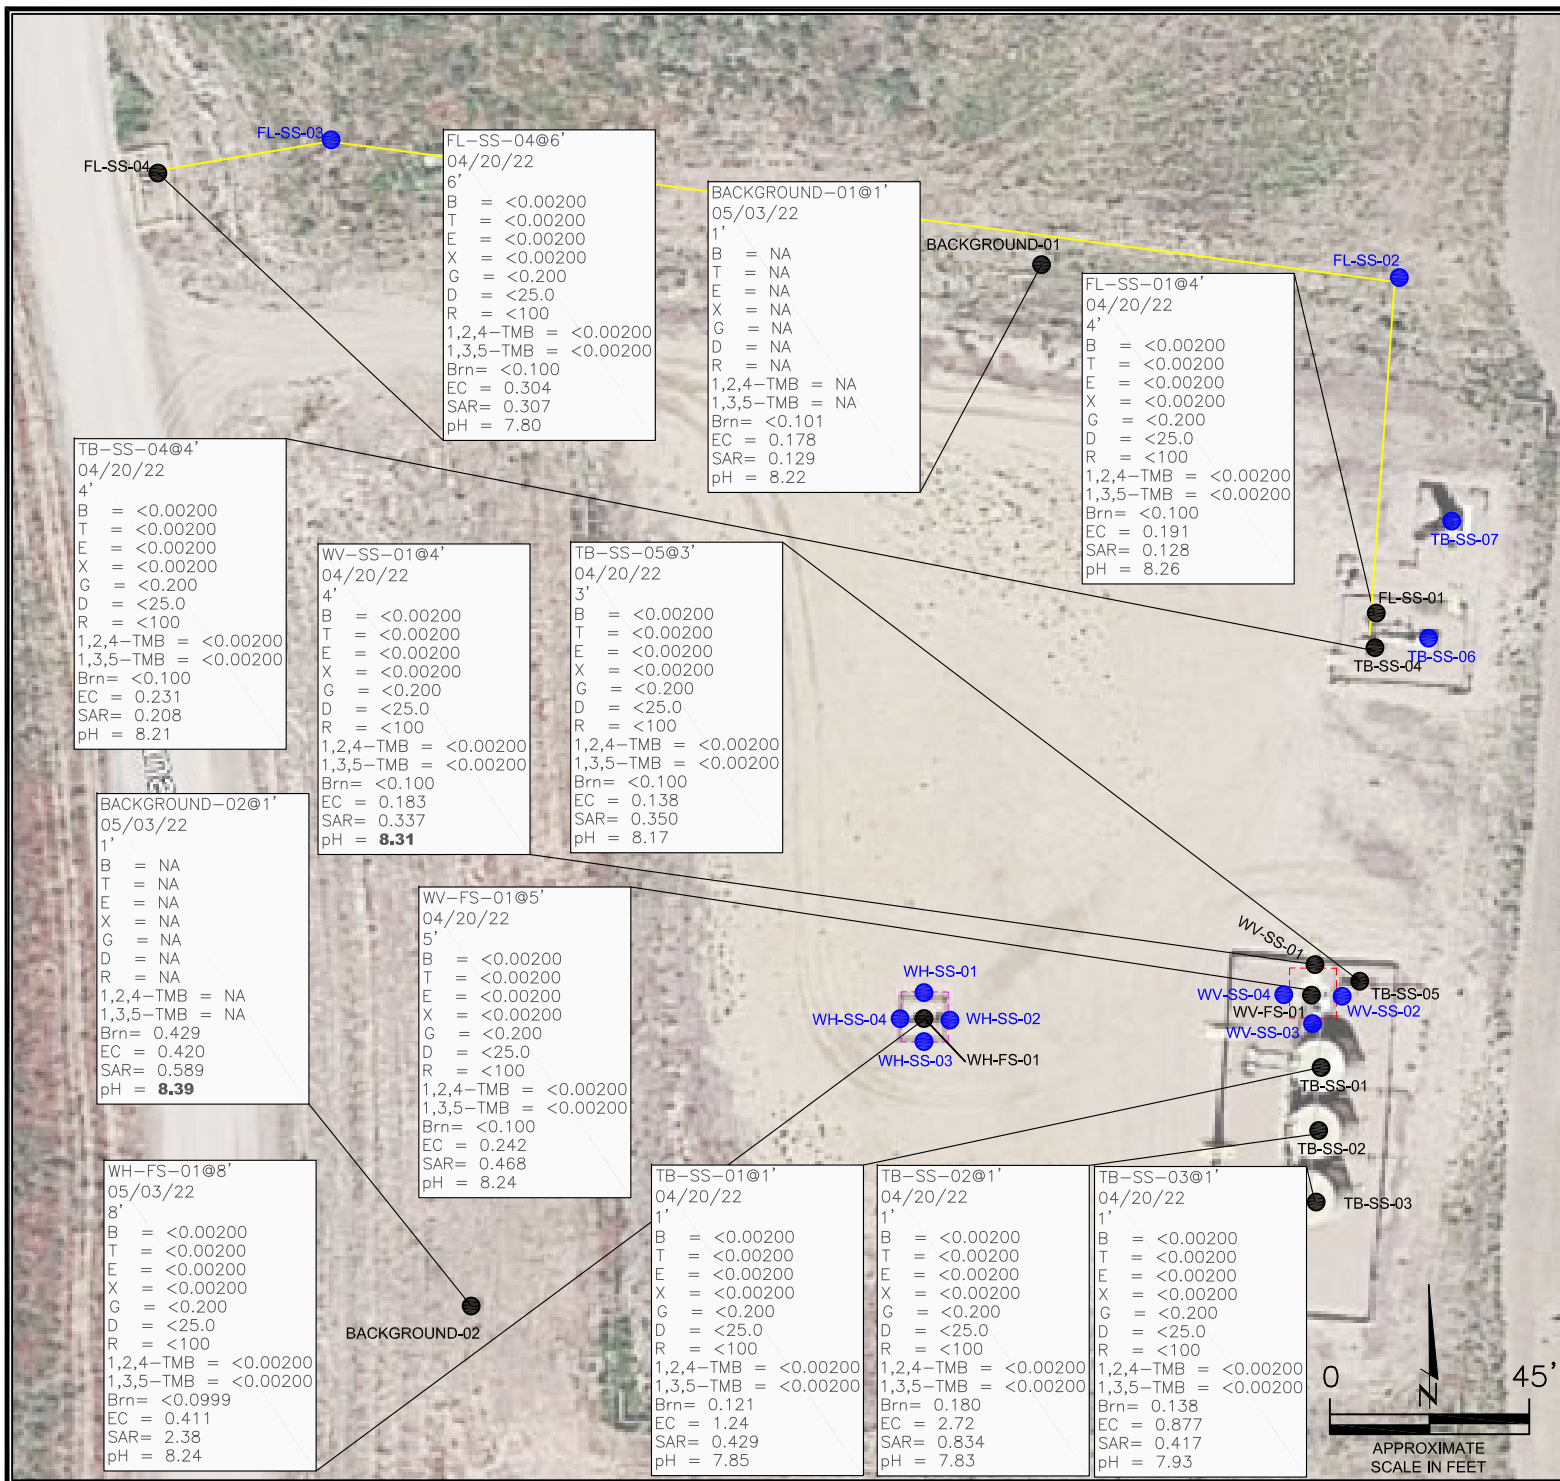 FL-SS-03
FL-SS-04
FL-SS-04@6'
04/20/22
6'
B = <0.00200
T = <0.00200
E = <0.00200
X = <0.00200
G = <0.200
D = <25.0
R = <100
1,2,4-TMB = <0.00200
1,3,5-TMB = <0.00200
Brn= <0.100
EC = 0.304
SAR= 0.307
pH = 7.80
BACKGROUND-01@1'
05/03/22
1'
B = NA
T = NA
E = NA
X = NA
G = NA
D = NA
R = NA
1,2,4-TMB = NA
1,3,5-TMB = NA
Brn= <0.101
EC = 0.178
SAR= 0.129
pH = 8.22
BACKGROUND-01
FL-SS-02
FL-SS-01@4'
04/20/22
4'
B = <0.00200
T = <0.00200
E = <0.00200
X = <0.00200
G = <0.200
D = <25.0
R = <100
1,2,4-TMB = <0.00200
1,3,5-TMB = <0.00200
Brn= <0.100
EC = 0.191
SAR= 0.128
pH = 8.26
TB-SS-07
FL-SS-01
TB-SS-06
TB-SS-04
TB-SS-04@4'
04/20/22
4'
B = <0.00200
T = <0.00200
E = <0.00200
X = <0.00200
G = <0.200
D = <25.0
R = <100
1,2,4-TMB = <0.00200
1,3,5-TMB = <0.00200
Brn= <0.100
EC = 0.231
SAR= 0.208
pH = 8.21
WV-SS-01@4'
04/20/22
4'
B = <0.00200
T = <0.00200
E = <0.00200
X = <0.00200
G = <0.200
D = <25.0
R = <100
1,2,4-TMB = <0.00200
1,3,5-TMB = <0.00200
Brn= <0.100
EC = 0.183
SAR= 0.337
pH = 8.31
TB-SS-05@3'
04/20/22
3'
B = <0.00200
T = <0.00200
E = <0.00200
X = <0.00200
G = <0.200
D = <25.0
R = <100
1,2,4-TMB = <0.00200
1,3,5-TMB = <0.00200
Brn= <0.100
EC = 0.138
SAR= 0.350
pH = 8.17
BACKGROUND-02@1'
05/03/22
1'
B = NA
T = NA
E = NA
X = NA
G = NA
D = NA
R = NA
1,2,4-TMB = NA
1,3,5-TMB = NA
Brn= 0.429
EC = 0.420
SAR= 0.589
pH = 8.39
WV-FS-01@5'
04/20/22
5'
B = <0.00200
T = <0.00200
E = <0.00200
X = <0.00200
G = <0.200
D = <25.0
R = <100
1,2,4-TMB = <0.00200
1,3,5-TMB = <0.00200
Brn= <0.100
EC = 0.242
SAR= 0.468
pH = 8.24
WH-SS-01
WH-SS-04
WH-SS-02
WH-SS-03
WH-FS-01
WV-SS-01
WV-SS-04
WV-FS-01
TB-SS-05
WV-SS-02
WV-SS-03
TB-SS-01
TB-SS-02
TB-SS-03
BACKGROUND-02
WH-FS-01@8'
05/03/22
8'
B = <0.00200
T = <0.00200
E = <0.00200
X = <0.00200
G = <0.200
D = <25.0
R = <100
1,2,4-TMB = <0.00200
1,3,5-TMB = <0.00200
Brn= <0.0999
EC = 0.411
SAR= 2.38
pH = 8.24
TB-SS-01@1'
04/20/22
1'
B = <0.00200
T = <0.00200
E = <0.00200
X = <0.00200
G = <0.200
D = <25.0
R = <100
1,2,4-TMB = <0.00200
1,3,5-TMB = <0.00200
Brn= 0.121
EC = 1.24
SAR= 0.429
pH = 7.85
TB-SS-02@1'
04/20/22
1'
B = <0.00200
T = <0.00200
E = <0.00200
X = <0.00200
G = <0.200
D = <25.0
R = <100
1,2,4-TMB = <0.00200
1,3,5-TMB = <0.00200
Brn= 0.180
EC = 2.72
SAR= 0.834
pH = 7.83
TB-SS-03@1'
04/20/22
1'
B = <0.00200
T = <0.00200
E = <0.00200
X = <0.00200
G = <0.200
D = <25.0
R = <100
1,2,4-TMB = <0.00200
1,3,5-TMB = <0.00200
Brn= 0.138
EC = 0.877
SAR= 0.417
pH = 7.93
N
0 45'
APPROXIMATE
SCALE IN FEET